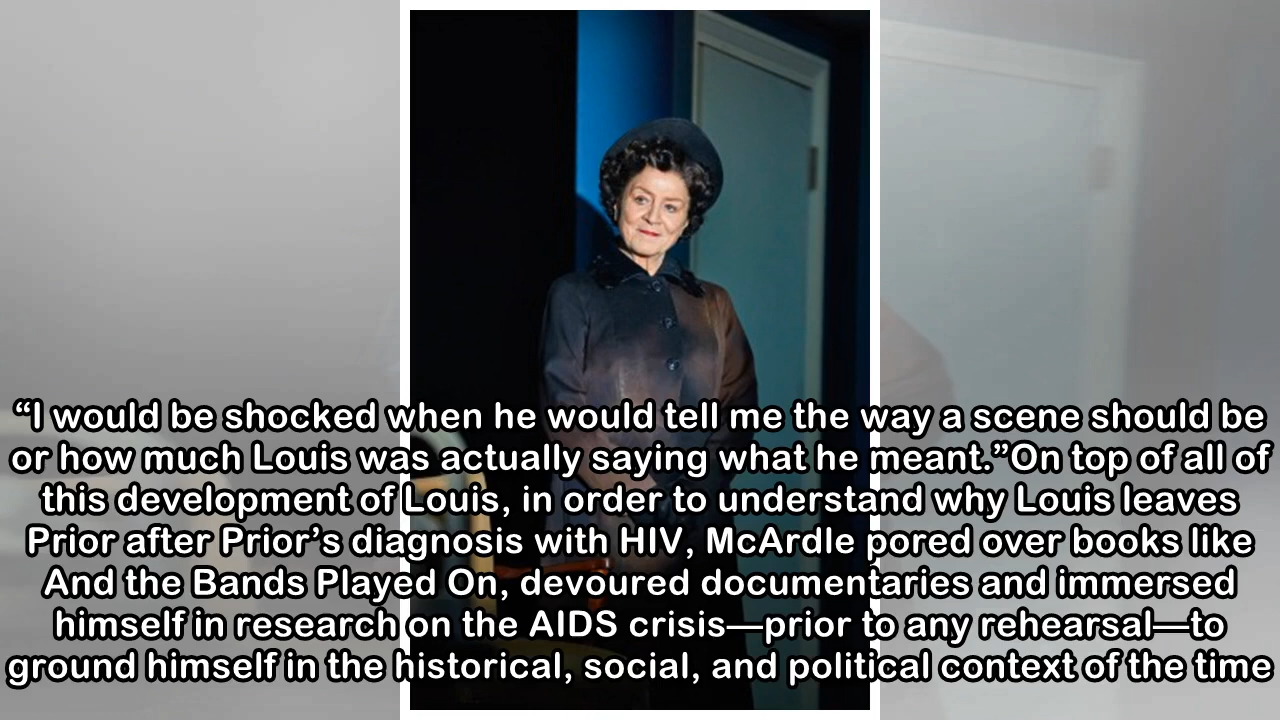 “I would be shocked when he would tell me the way a scene should be
or how much Louis was actually saying what he meant.”On top of all of
this development of Louis, in order to understand why Louis leaves
Prior after Prior’s diagnosis with HIV, McArdle pored over books like
And the Bands Played On, devoured documentaries and immersed
himself in research on the AIDS crisis—prior to any rehearsal—to
ground himself in the historical, social, and political context of the time